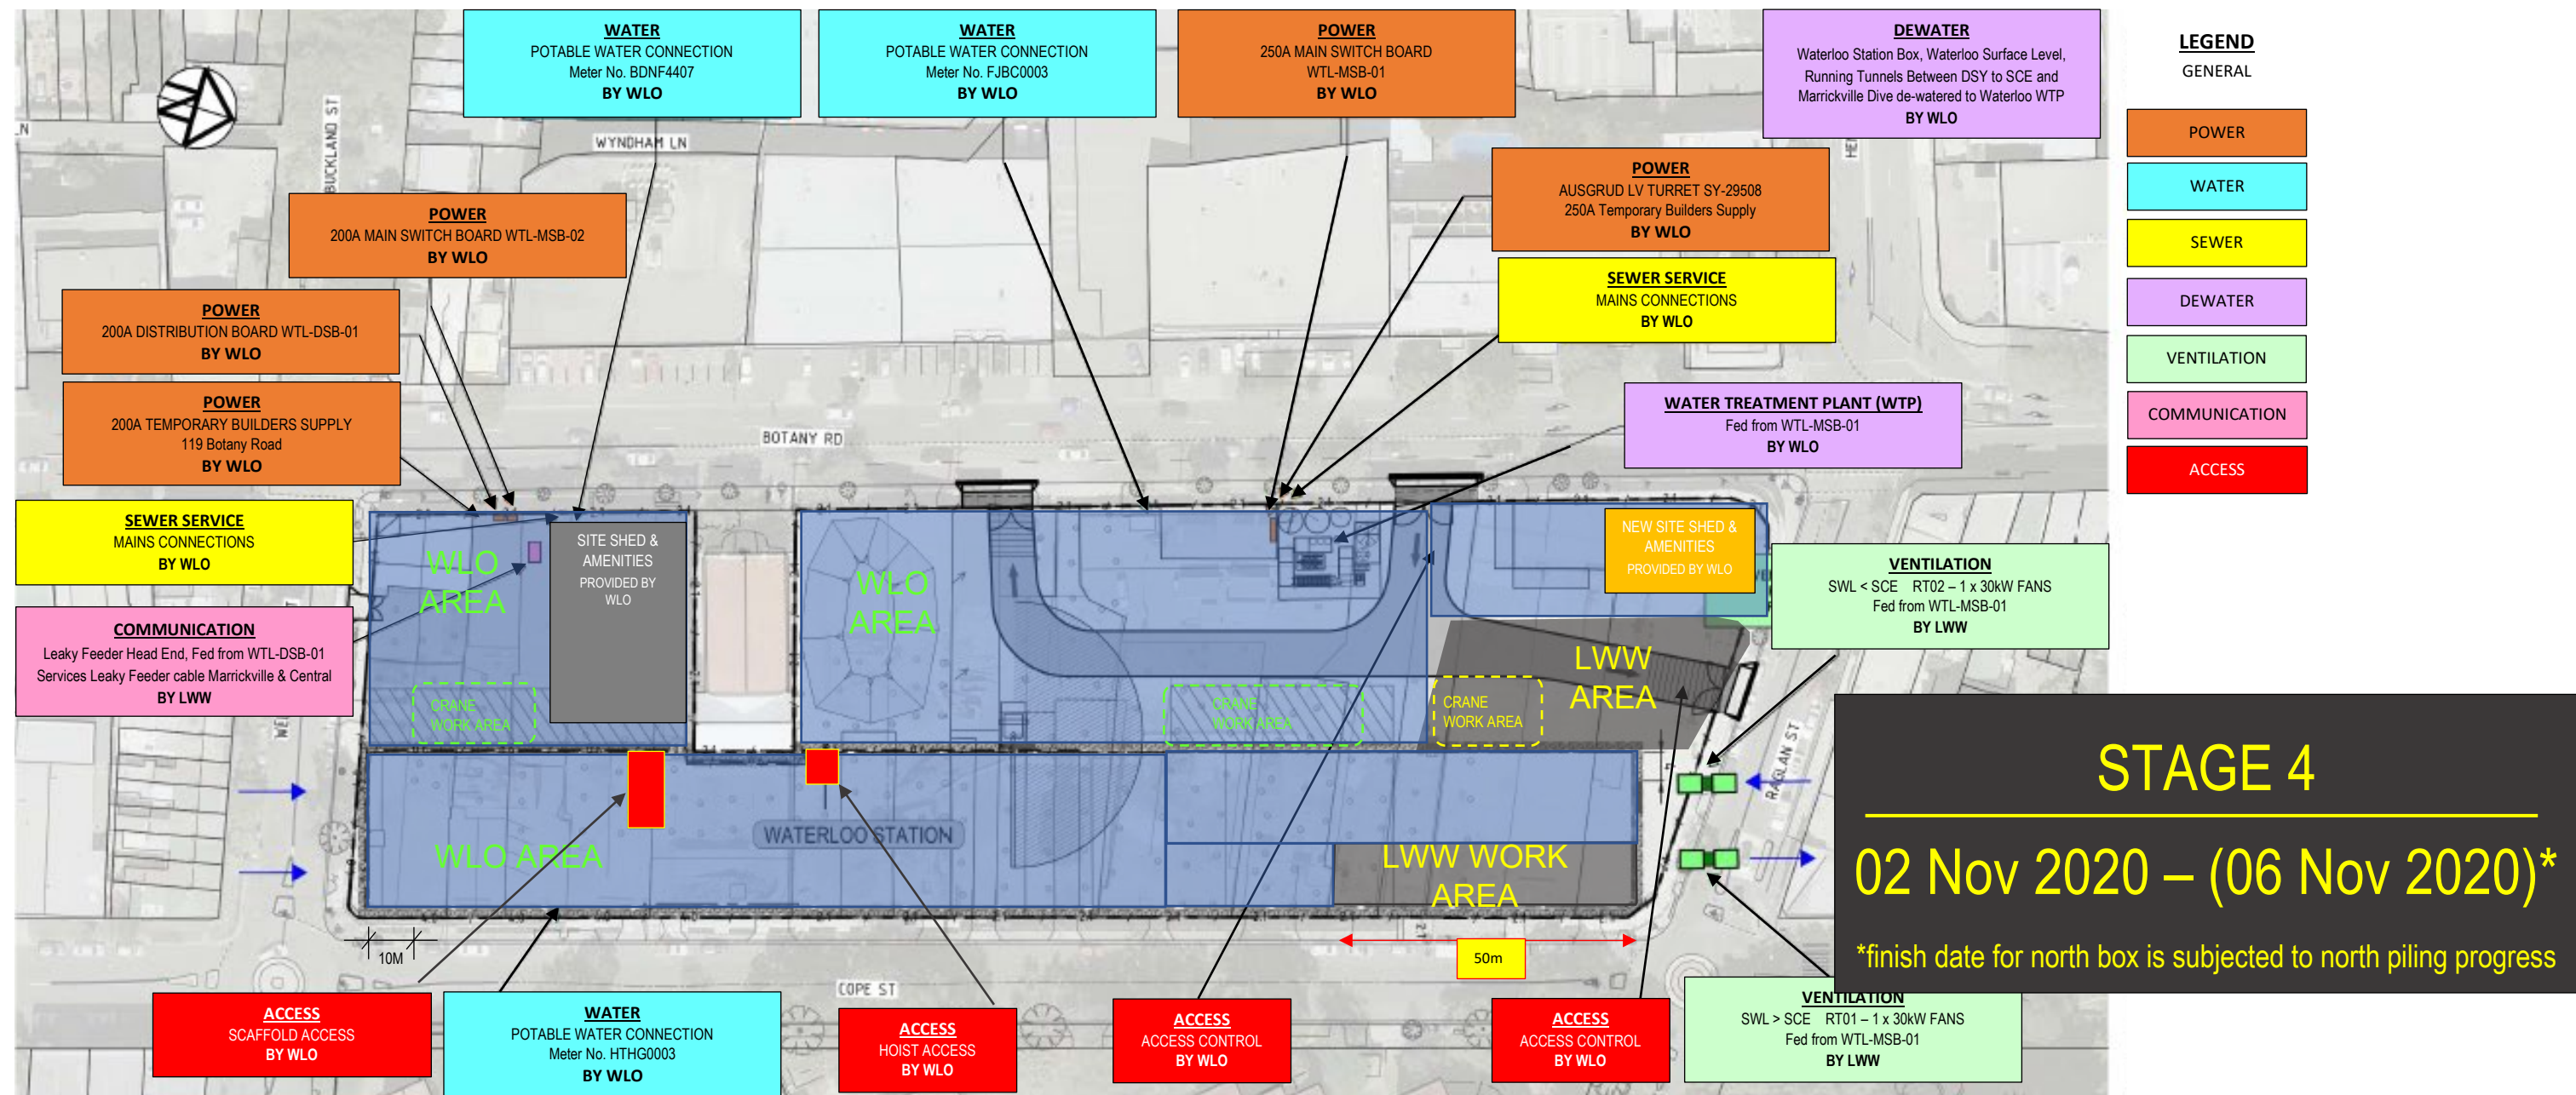 WATER
POTABLE WATER CONNECTION
Meter No. BDNF4407
BY WLO
WATER
POTABLE WATER CONNECTION
Meter No. FJBC0003
BY WLO
POWER
250A MAIN SWITCH BOARD
WTL-MSB-01
BY WLO
DEWATER
Waterloo Station Box, Waterloo Surface Level,
Running Tunnels Between DSY to SCE and
Marrickville Dive de-watered to Waterloo WTP
BY WLO
LEGEND
GENERAL
POWER
WATER
SEWER
DEWATER
VENTILATION
COMMUNICATION
ACCESS
BUCKLAND ST
WYNDHAM LN
POWER
AUSGRUD LV TURRET SY-29508
250A Temporary Builders Supply
BY WLO
POWER
200A MAIN SWITCH BOARD WTL-MSB-02
BY WLO
SEWER SERVICE
MAINS CONNECTIONS
BY WLO
POWER
200A DISTRIBUTION BOARD WTL-DSB-01
BY WLO
POWER
200A TEMPORARY BUILDERS SUPPLY
119 Botany Road
BY WLO
WATER TREATMENT PLANT (WTP)
Fed from WTL-MSB-01
BY WLO
BOTANY RD
SEWER SERVICE
MAINS CONNECTIONS
BY WLO
WLO
AREA
SITE SHED &
AMENITIES
PROVIDED BY
WLO
WLO
AREA
NEW SITE SHED &
AMENITIES
PROVIDED BY WLO
VENTILATION
SWL < SCE RT02 – 1 x 30kW FANS
Fed from WTL-MSB-01
BY LWW
COMMUNICATION
Leaky Feeder Head End, Fed from WTL-DSB-01
Services Leaky Feeder cable Marrickville & Central
BY LWW
LWW
AREA
CRANE
WORK AREA
CRANE
WORK AREA
CRANE
WORK AREA
RAGLAN ST
STAGE 4
02 Nov 2020 – (06 Nov 2020)*
*finish date for north box is subjected to north piling progress
WATERLOO STATION
WLO AREA
LWW WORK
AREA
10M
50m
COPE ST
ACCESS
SCAFFOLD ACCESS
BY WLO
WATER
POTABLE WATER CONNECTION
Meter No. HTHG0003
BY WLO
ACCESS
HOIST ACCESS
BY WLO
ACCESS
ACCESS CONTROL
BY WLO
ACCESS
ACCESS CONTROL
BY WLO
VENTILATION
SWL > SCE RT01 – 1 x 30kW FANS
Fed from WTL-MSB-01
BY LWW